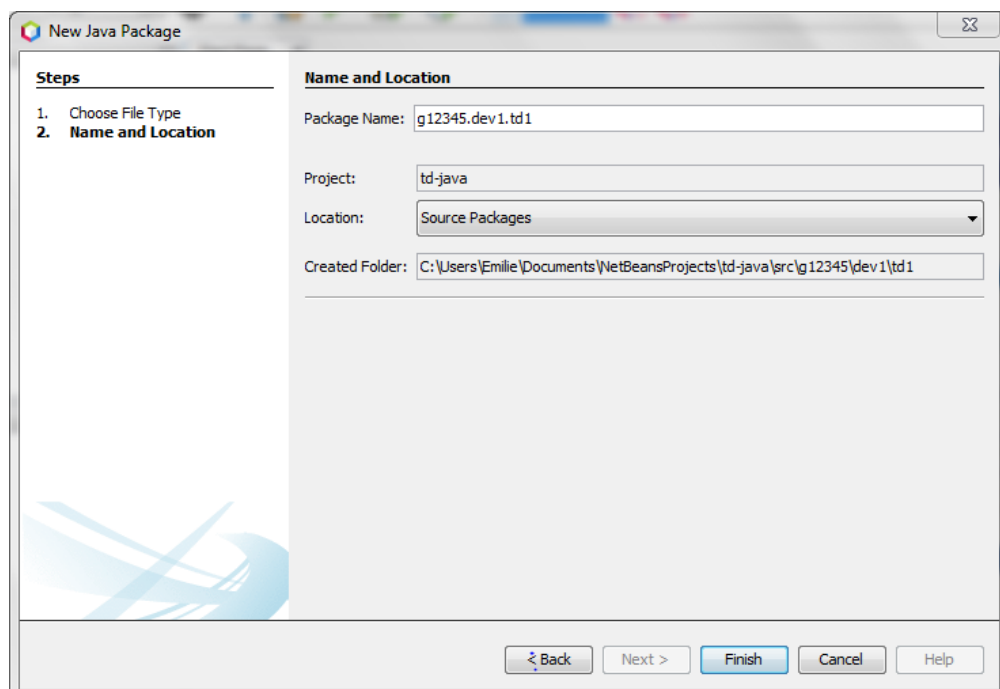 New Java Package
Steps
1. Choose File Type
2. Name and Location
Name and Location
Package Name: g12345.dev1.td1
Project: td-java
Location: Source Packages
Created Folder: C:\Users\Emilie\Documents\NetBeansProjects\td-java\src\g12345\dev1\td1
< Back Next > Finish Cancel Help